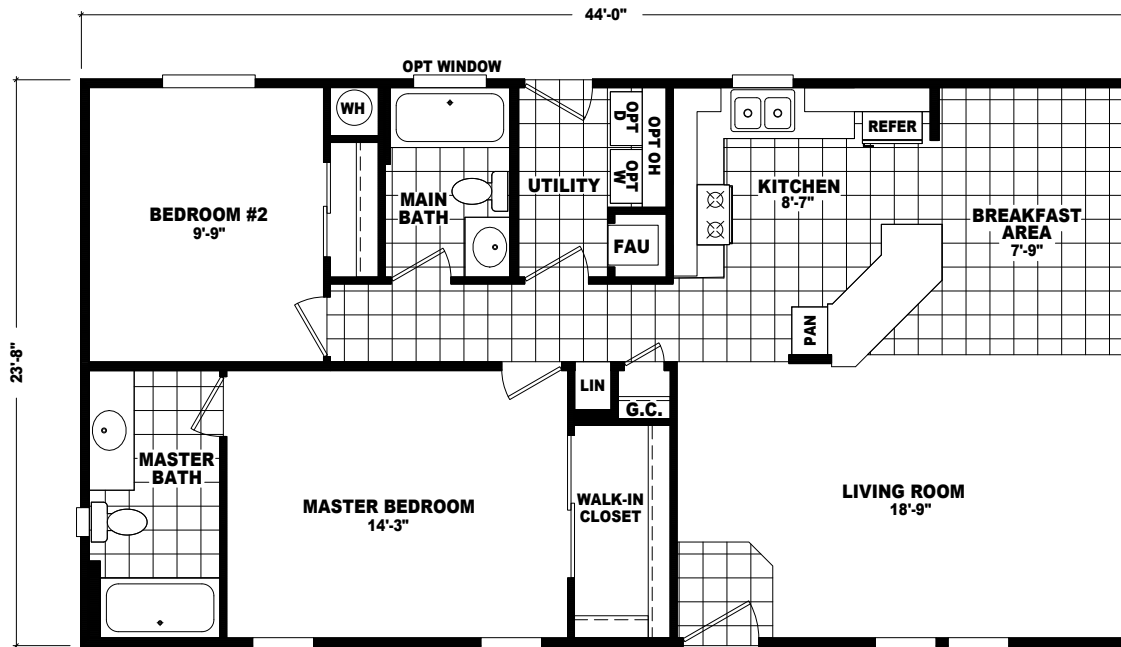 44'-0"
OPT WINDOW
WH
OPT D
OPT OH
REFER
OPT W
UTILITY
KITCHEN
8'-7"
MAIN
BATH
BEDROOM #2
9'-9"
BREAKFAST
AREA
7'-9"
FAU
23'-8"
PAN
LIN
G.C.
MASTER
BATH
MASTER BEDROOM
14'-3"
WALK-IN
CLOSET
LIVING ROOM
18'-9"